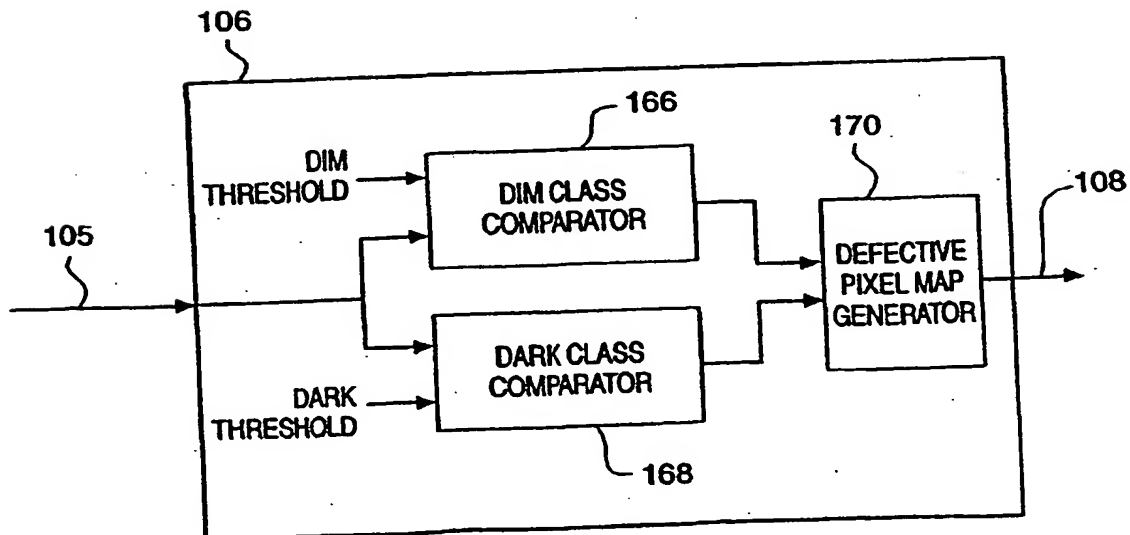 106
166
DIM
THRESHOLD
DIM CLASS
COMPARATOR
170
108
105
DEFECTIVE
PIXEL MAP
GENERATOR
DARK CLASS
COMPARATOR
DARK
THRESHOLD
168